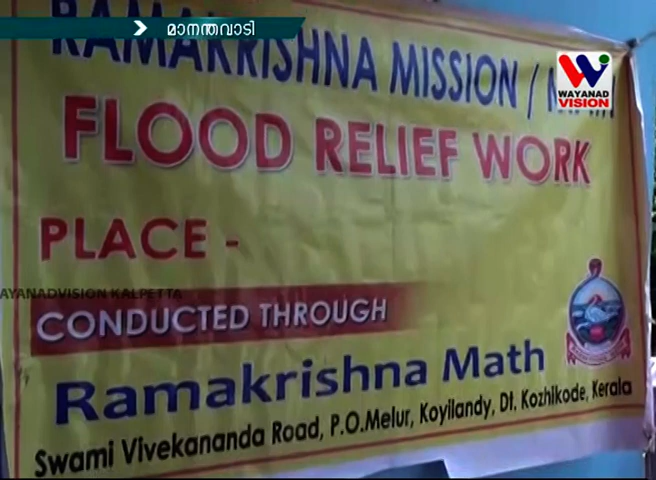 മാനന്തവാടി
RAMAKRISHNA MISSION /
WAYANAD
VISION
FLOOD RELIEF WORK
PLACE -
AYANADVISION KALPETTA
CONDUCTED THROUGH
Ramakrishna Math
Swami Vivekananda Road, P.O.Melur, Koyilandy, Dt. Kozhikode, Kerala